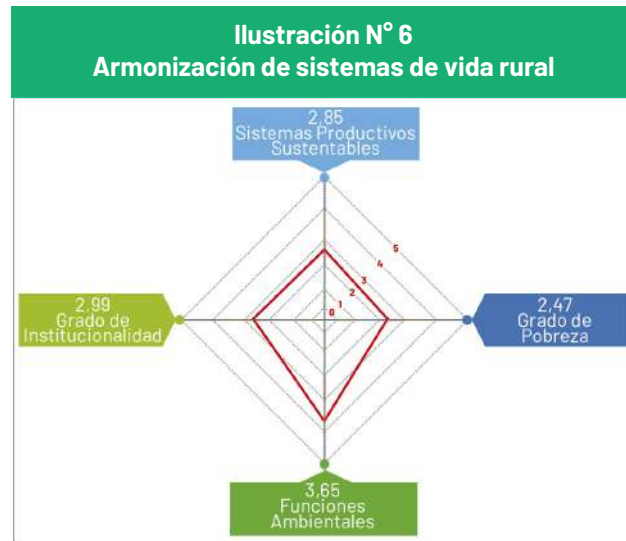 Ilustración N° 6
Armonización de sistemas de vida rural
2,85
Sistemas Productivos
Sustentables
5
4
3
2
1
0
2,99
Grado de
Institucionalidad
2,47
Grado de
Pobreza
3,65
Funciones
Ambientales